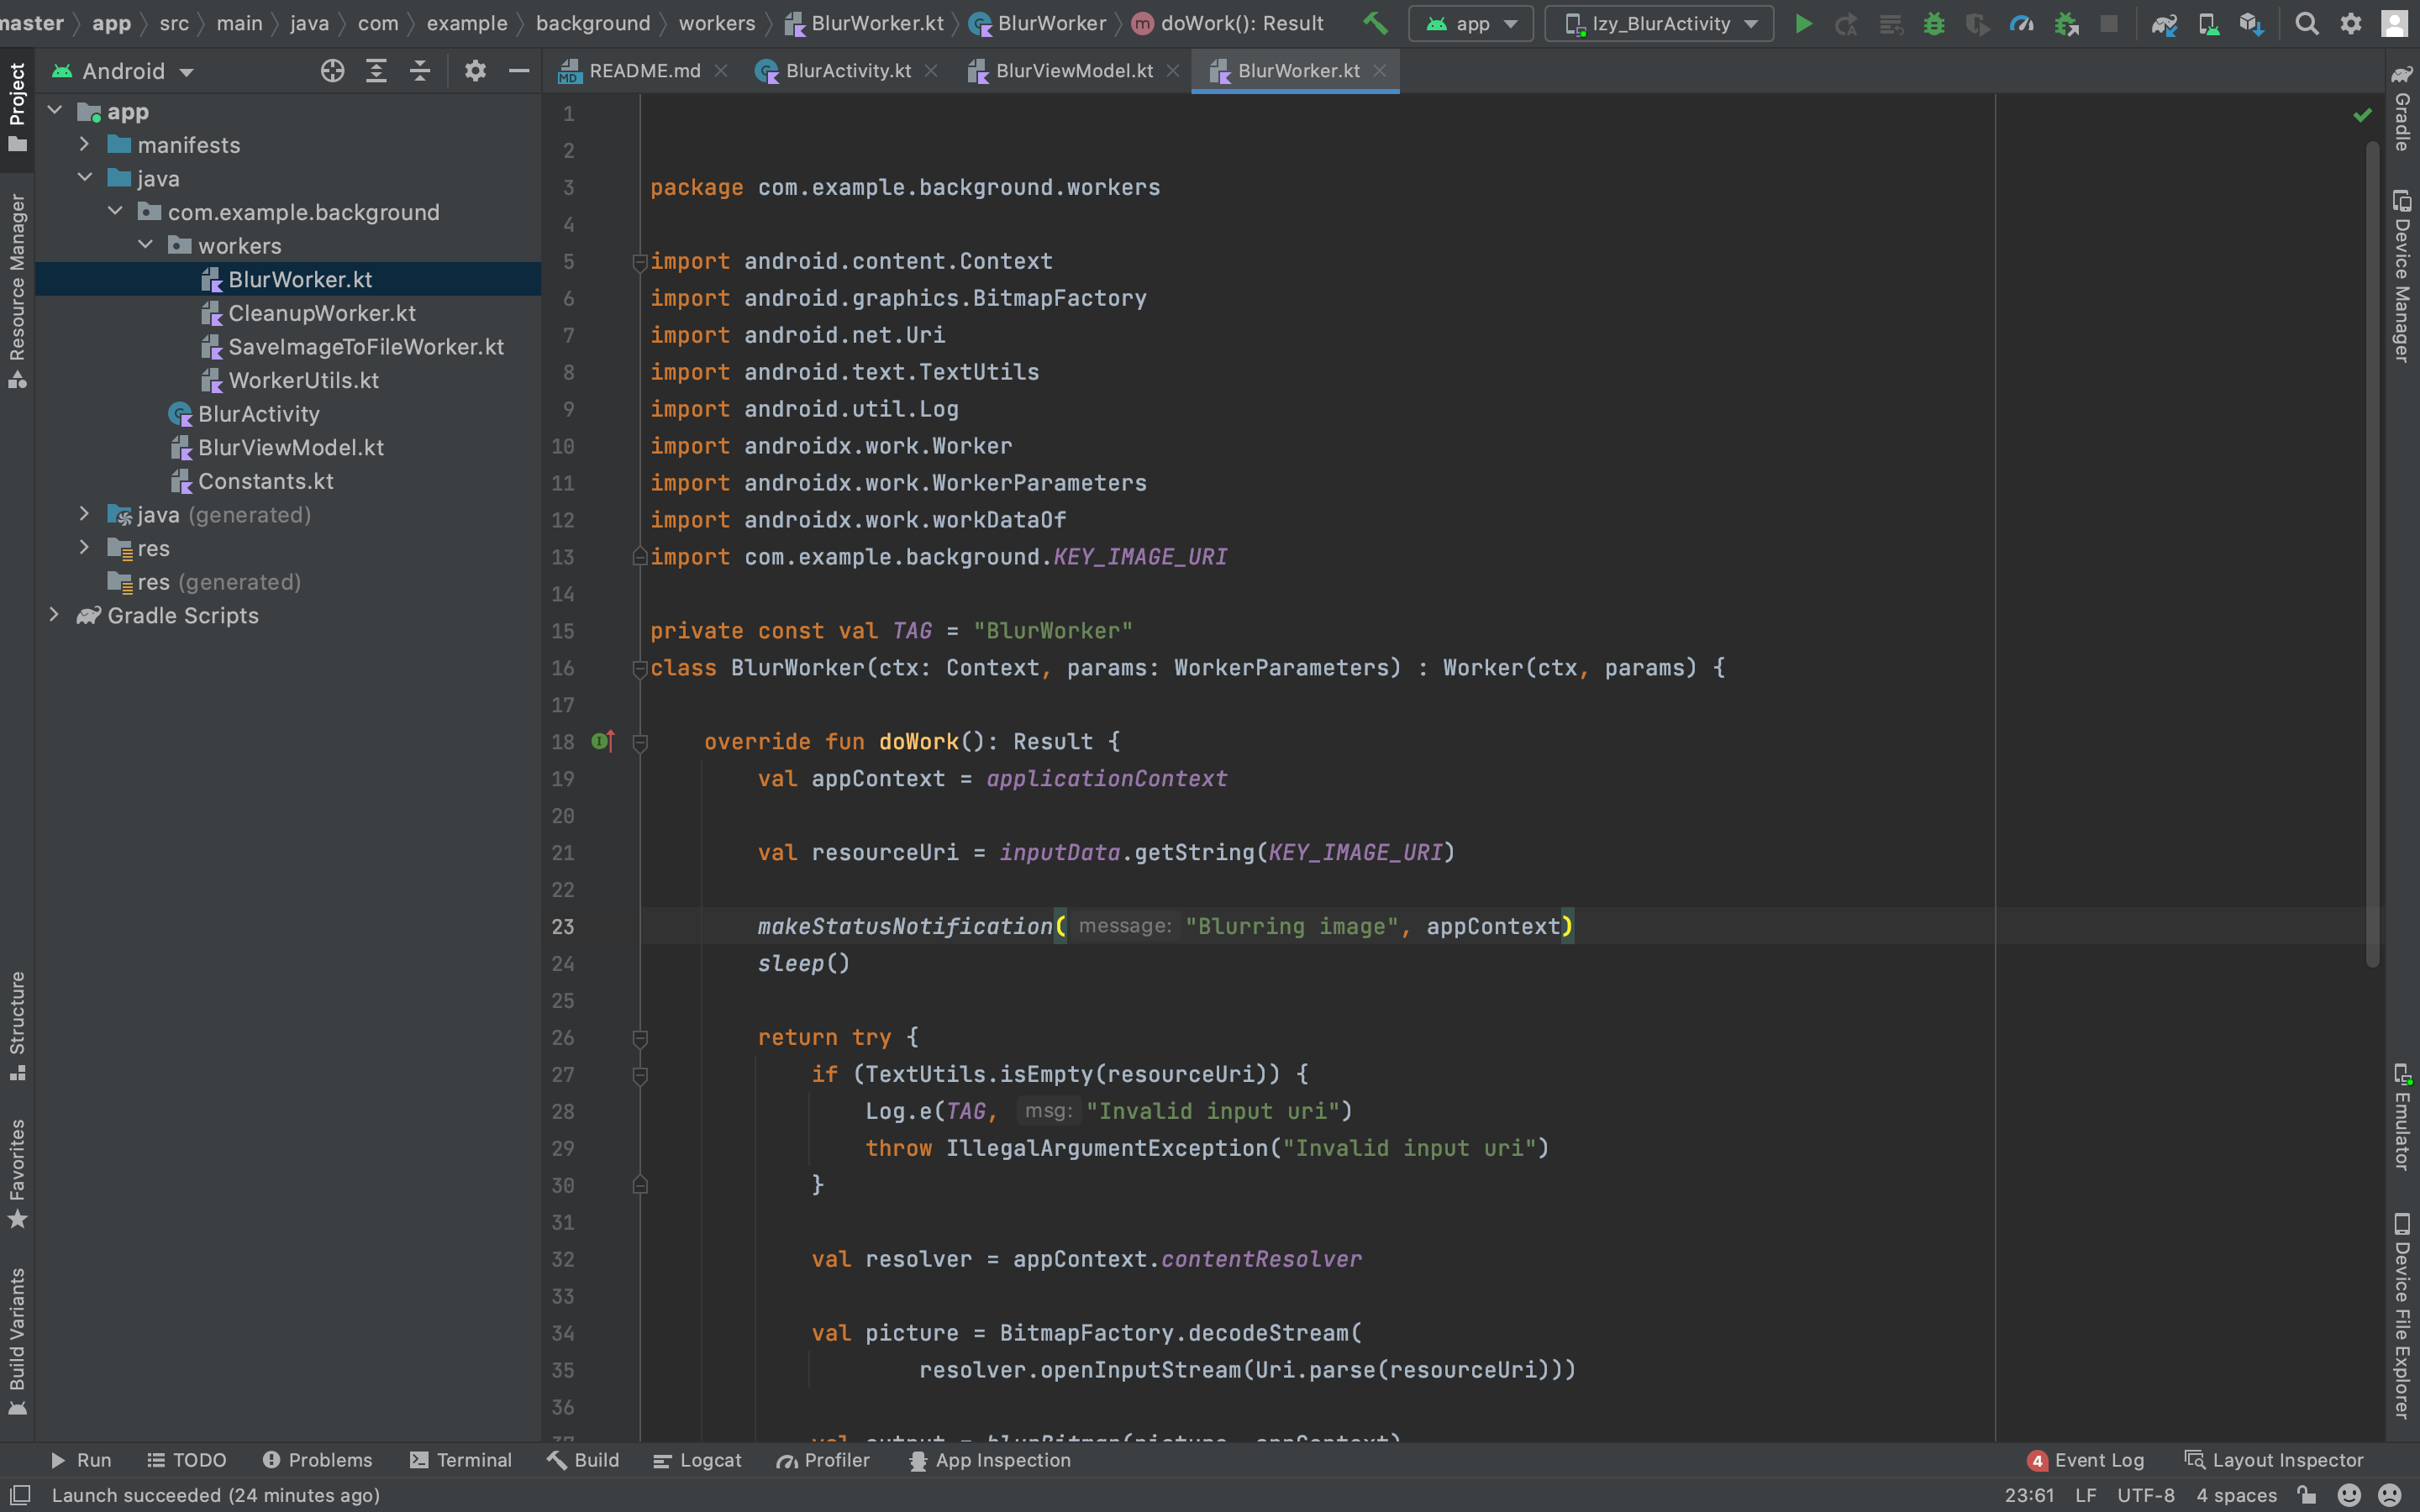 master app src main java com example background workers BlurWorker.kt BlurWorker doWork(): Result app Izy_BlurActivity
Android
README.md BlurActivity.kt BlurViewModel.kt BlurWorker.kt
Project
Resource Manager
Structure
Favorites
Build Variants
app
manifests
java
com.example.background
workers
BlurWorker.kt
CleanupWorker.kt
SaveImageToFileWorker.kt
WorkerUtils.kt
BlurActivity
BlurViewModel.kt
Constants.kt
java (generated)
res
res (generated)
Gradle Scripts
1
2
3 package com.example.background.workers
4
5 import android.content.Context
6 import android.graphics.BitmapFactory
7 import android.net.Uri
8 import android.text.TextUtils
9 import android.util.Log
10 import androidx.work.Worker
11 import androidx.work.WorkerParameters
12 import androidx.work.workDataOf
13 import com.example.background.KEY_IMAGE_URI
14
15 private const val TAG = "BlurWorker"
16 class BlurWorker(ctx: Context, params: WorkerParameters) : Worker(ctx, params) {
17
18 override fun doWork(): Result {
19 val appContext = applicationContext
20
21 val resourceUri = inputData.getString(KEY_IMAGE_URI)
22
23 makeStatusNotification( message: "Blurring image", appContext)
24 sleep()
25
26 return try {
27 if (TextUtils.isEmpty(resourceUri)) {
28 Log.e(TAG, msg: "Invalid input uri")
29 throw IllegalArgumentException("Invalid input uri")
30 }
31
32 val resolver = appContext.contentResolver
33
34 val picture = BitmapFactory.decodeStream(
35 resolver.openInputStream(Uri.parse(resourceUri)))
36
37 val output = blurBitmap(picture, appContext)
Gradle
Device Manager
Emulator
Device File Explorer
Run TODO Problems Terminal Build Logcat Profiler App Inspection 4 Event Log Layout Inspector
Launch succeeded (24 minutes ago) 23:61 LF UTF-8 4 spaces